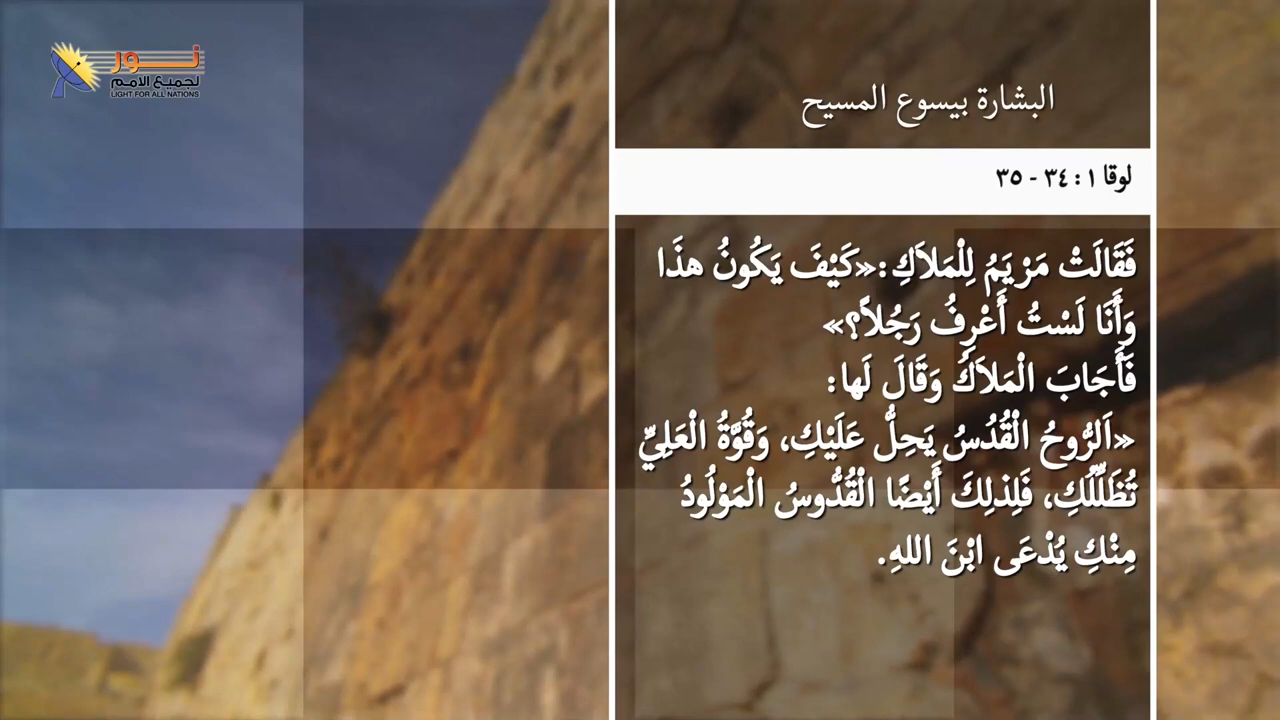 نور
لجميع الامم
LIGHT FOR ALL NATIONS
البشارة بيسوع المسيح
لوقا ١ : ٣٤ - ٣٥
فَقَالَتْ مَرْيَمُ لِلْمَلاَكِ:«كَيْفَ يَكُونُ هذَا
وَأَنَا لَسْتُ أَعْرِفُ رَجُلاً؟»
فَأَجَابَ الْمَلاَكُ وَقَالَ لَها:
«اَلرُّوحُ الْقُدُسُ يَحِلُّ عَلَيْكِ، وَقُوَّةُ الْعَلِيِّ
تُظَلِّلُكِ، فَلِذلِكَ أَيْضًا الْقُدُّوسُ الْمَوْلُودُ
مِنْكِ يُدْعَى ابْنَ اللهِ.